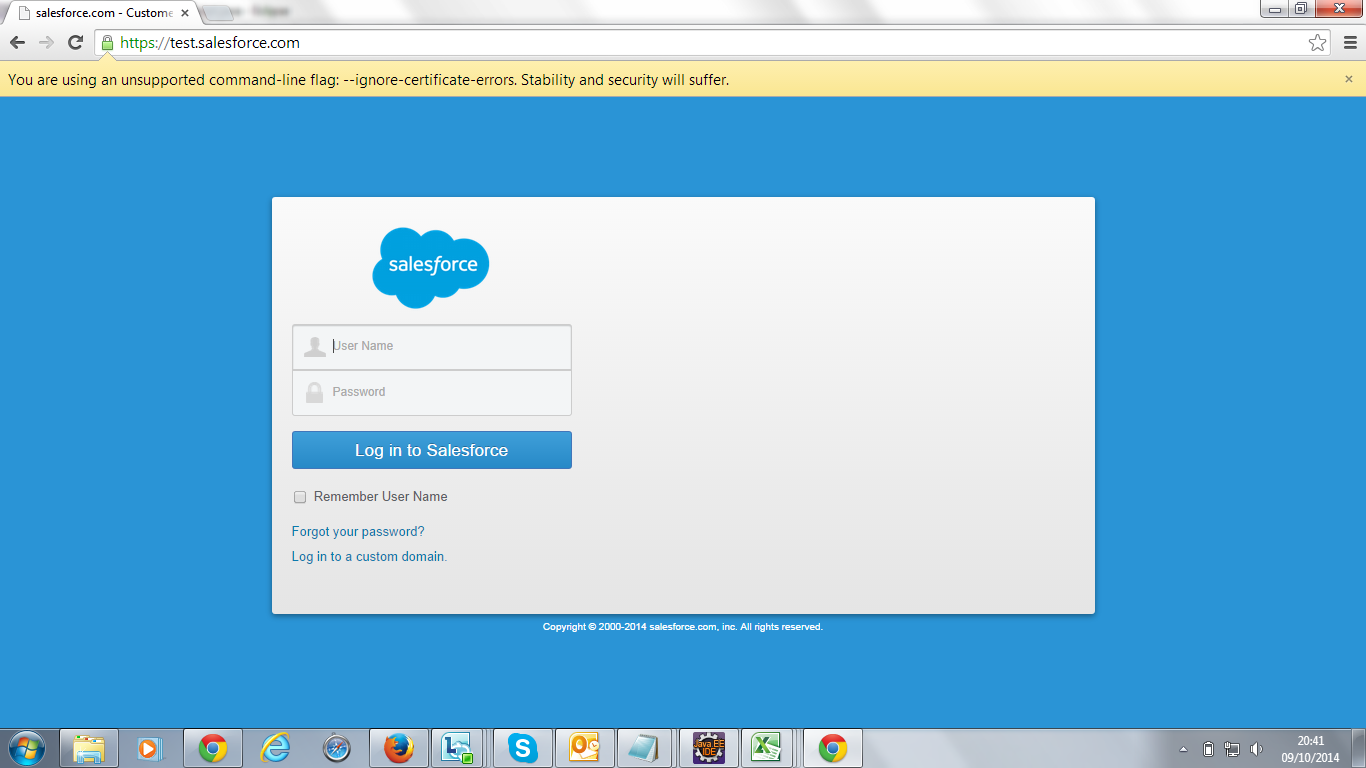 salesforce.com - Custome
https://test.salesforce.com
You are using an unsupported command-line flag: --ignore-certificate-errors. Stability and security will suffer.
salesforce
User Name
Password
Log in to Salesforce
Remember User Name
Forgot your password?
Log in to a custom domain.
Copyright © 2000-2014 salesforce.com, inc. All rights reserved.
Java EE
IDE
20:41
09/10/2014